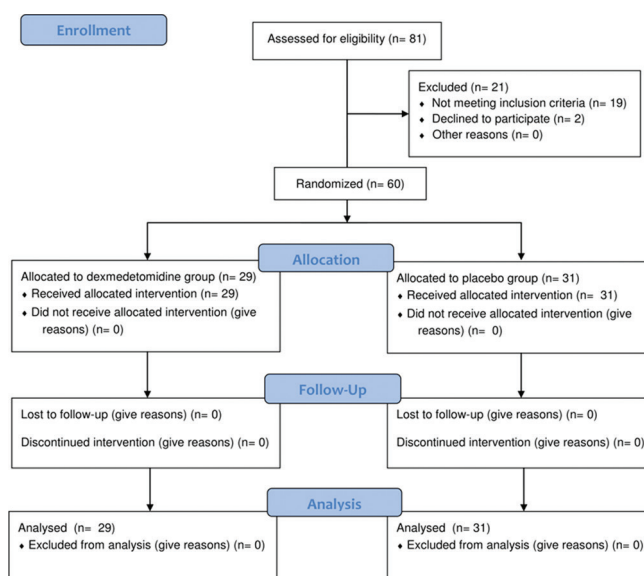 Enrollment
Assessed for eligibility (n= 81)
Excluded (n= 21)
♦ Not meeting inclusion criteria (n= 19)
♦ Declined to participate (n= 2)
♦ Other reasons (n= 0)
Randomized (n= 60)
Allocation
Allocated to dexmedetomidine group (n= 29)
♦ Received allocated intervention (n= 29)
♦ Did not receive allocated intervention (give
reasons) (n= 0)
Allocated to placebo group (n= 31)
♦ Received allocated intervention (n= 31)
♦ Did not receive allocated intervention (give
reasons) (n= 0)
Follow-Up
Lost to follow-up (give reasons) (n= 0)
Discontinued intervention (give reasons) (n= 0)
Lost to follow-up (give reasons) (n= 0)
Discontinued intervention (give reasons) (n= 0)
Analysis
Analysed (n= 29)
♦ Excluded from analysis (give reasons) (n= 0)
Analysed (n= 31)
♦ Excluded from analysis (give reasons) (n= 0)